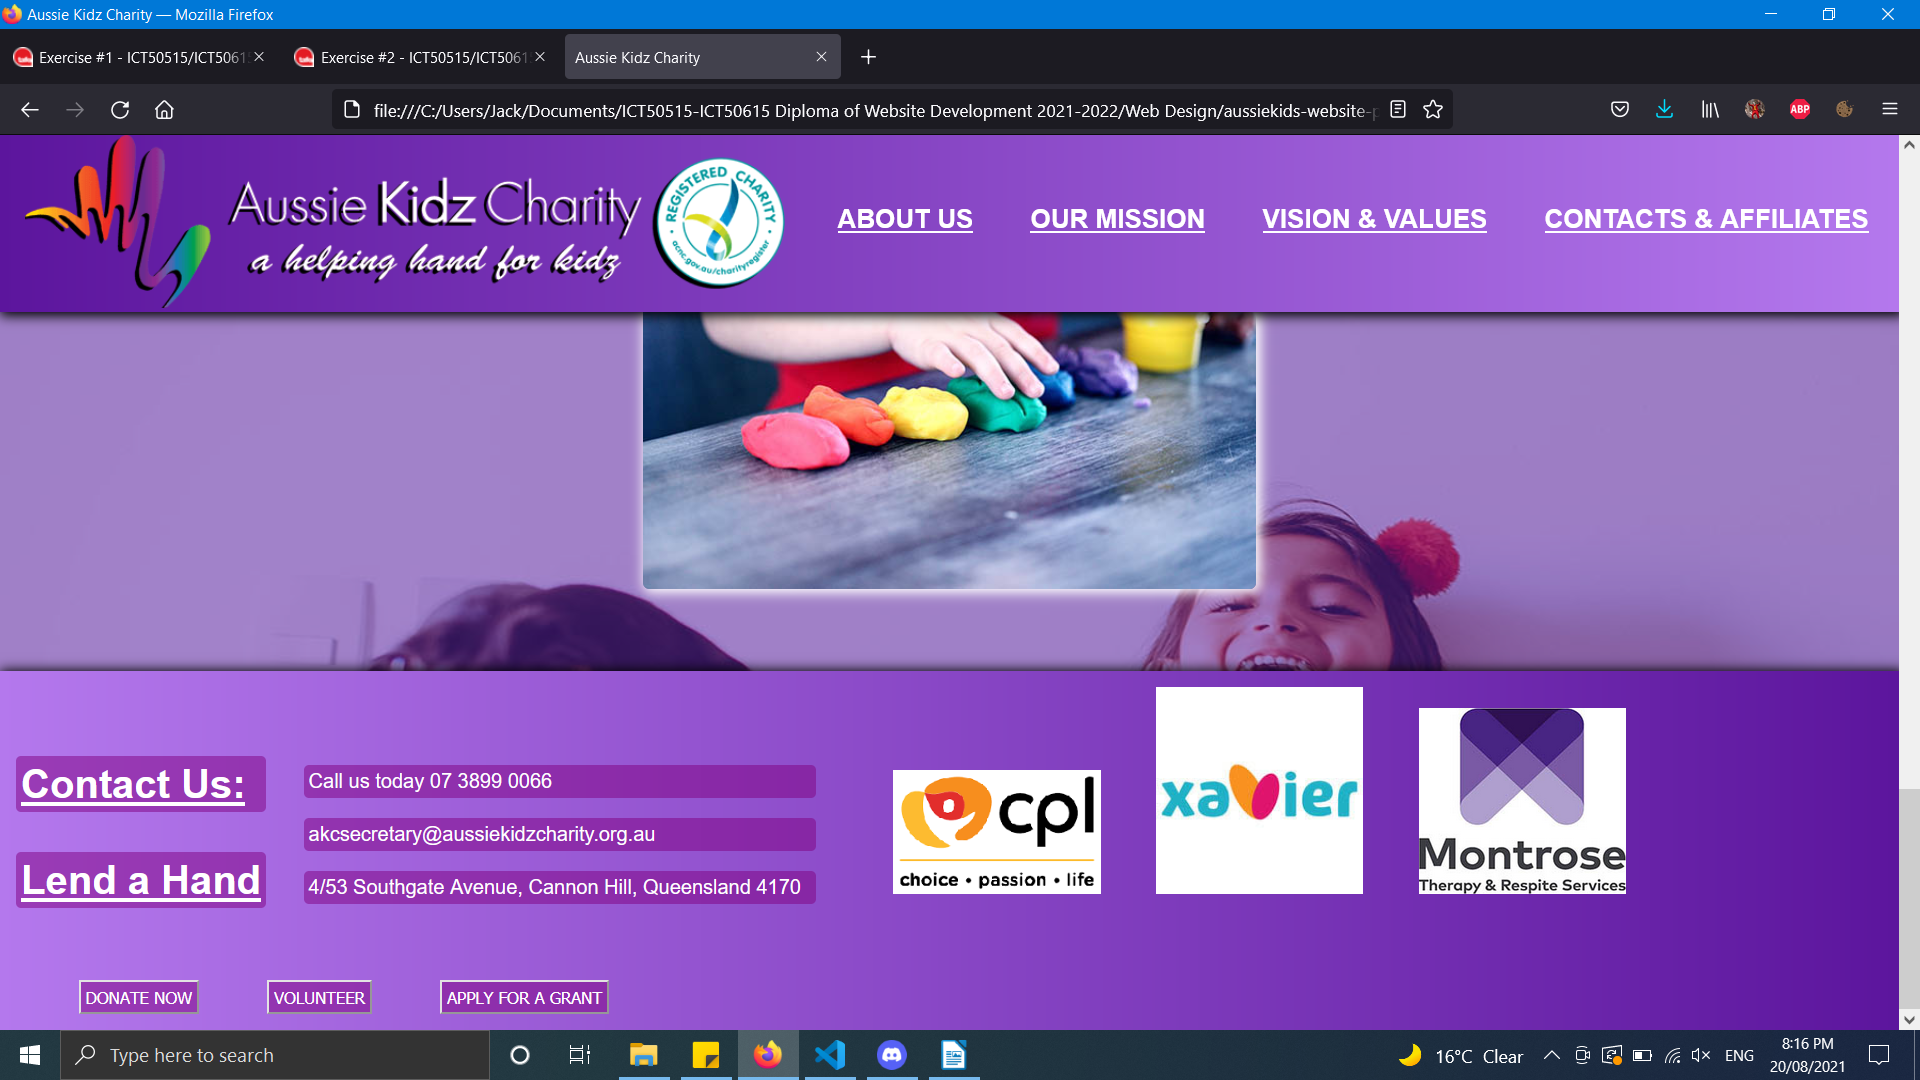 Aussie Kidz Charity — Mozilla Firefox
Exercise #1 - ICT50515/ICT5061
Exercise #2 - ICT50515/ICT5061
Aussie Kidz Charity
file:///C:/Users/Jack/Documents/ICT50515-ICT50615 Diploma of Website Development 2021-2022/Web Design/aussiekids-website-
ABP
Aussie Kidz Charity
a helping hand for kidz
REGISTERED CHARITY
acnc.gov.au/charityregister
ABOUT US
OUR MISSION
VISION & VALUES
CONTACTS & AFFILIATES
Contact Us:
Lend a Hand
Call us today 07 3899 0066
akcsecretary@aussiekidzcharity.org.au
4/53 Southgate Avenue, Cannon Hill, Queensland 4170
cpl
choice • passion • life
xavier
Montrose
Therapy & Respite Services
DONATE NOW
VOLUNTEER
APPLY FOR A GRANT
Type here to search
16°C Clear
ENG
8:16 PM
20/08/2021